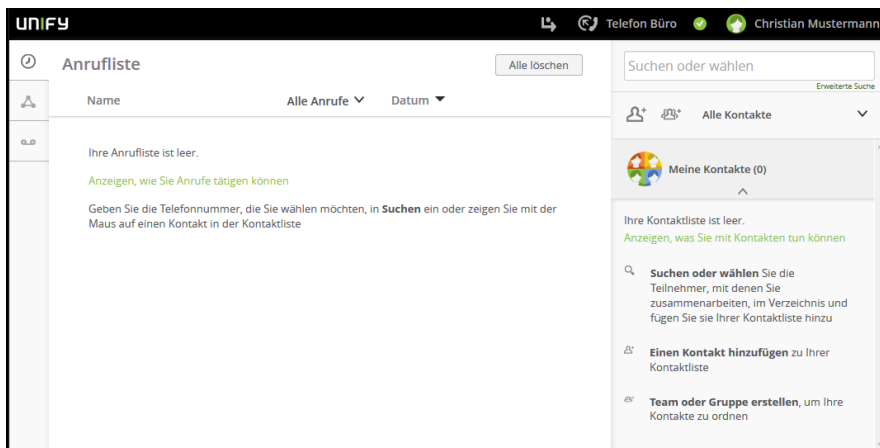 UNIFY
Telefon Büro
Christian Mustermann
Anrufliste
Alle löschen
Name
Alle Anrufe
Datum
Ihre Anrufliste ist leer.
Anzeigen, wie Sie Anrufe tätigen können
Geben Sie die Telefonnummer, die Sie wählen möchten, in Suchen ein oder zeigen Sie mit der
Maus auf einen Kontakt in der Kontaktliste
Suchen oder wählen
Erweiterte Suche
Alle Kontakte
Meine Kontakte (0)
Ihre Kontaktliste ist leer.
Anzeigen, was Sie mit Kontakten tun können
Suchen oder wählen Sie die
Teilnehmer, mit denen Sie
zusammenarbeiten, im Verzeichnis und
fügen Sie sie Ihrer Kontaktliste hinzu
Einen Kontakt hinzufügen zu Ihrer
Kontaktliste
Team oder Gruppe erstellen, um Ihre
Kontakte zu ordnen